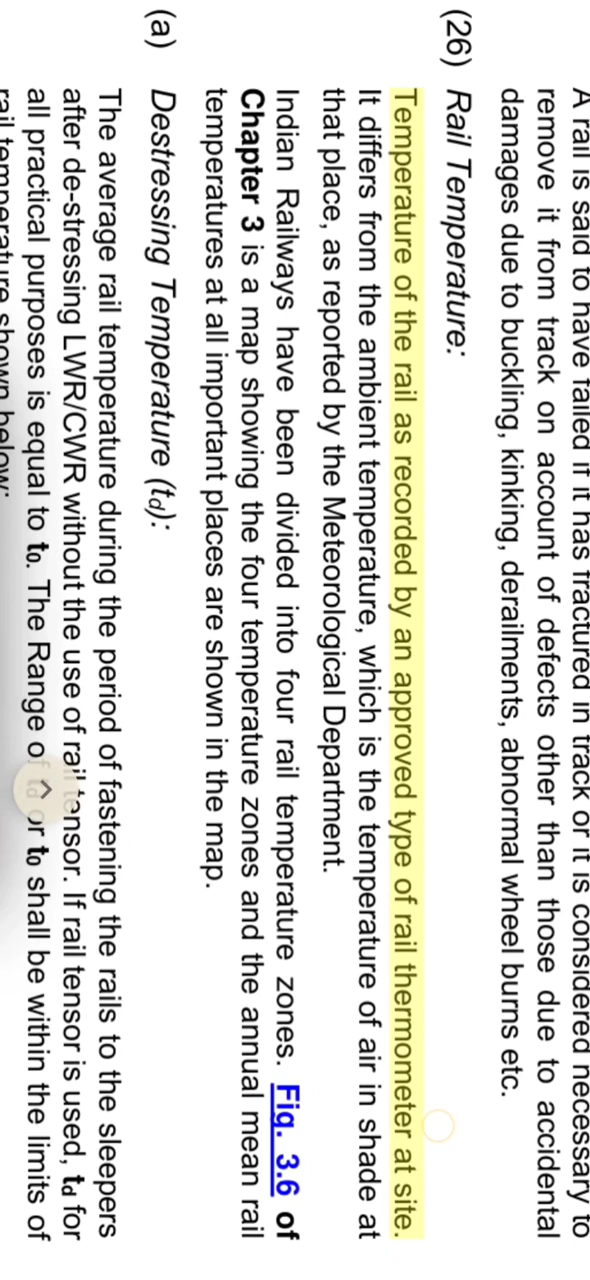 A rail is said to have failed if it has fractured in track or it is considered necessary to
remove it from track on account of defects other than those due to accidental
damages due to buckling, kinking, derailments, abnormal wheel burns etc.
(26) Rail Temperature:
Temperature of the rail as recorded by an approved type of rail thermometer at site.
It differs from the ambient temperature, which is the temperature of air in shade at
that place, as reported by the Meteorological Department.
Indian Railways have been divided into four rail temperature zones. Fig. 3.6 of
Chapter 3 is a map showing the four temperature zones and the annual mean rail
temperatures at all important places are shown in the map.
(a) Destressing Temperature (td):
The average rail temperature during the period of fastening the rails to the sleepers
after de-stressing LWR/CWR without the use of rail tensor. If rail tensor is used, td for
all practical purposes is equal to to. The Range of td or to shall be within the limits of
rail temperature shown below: